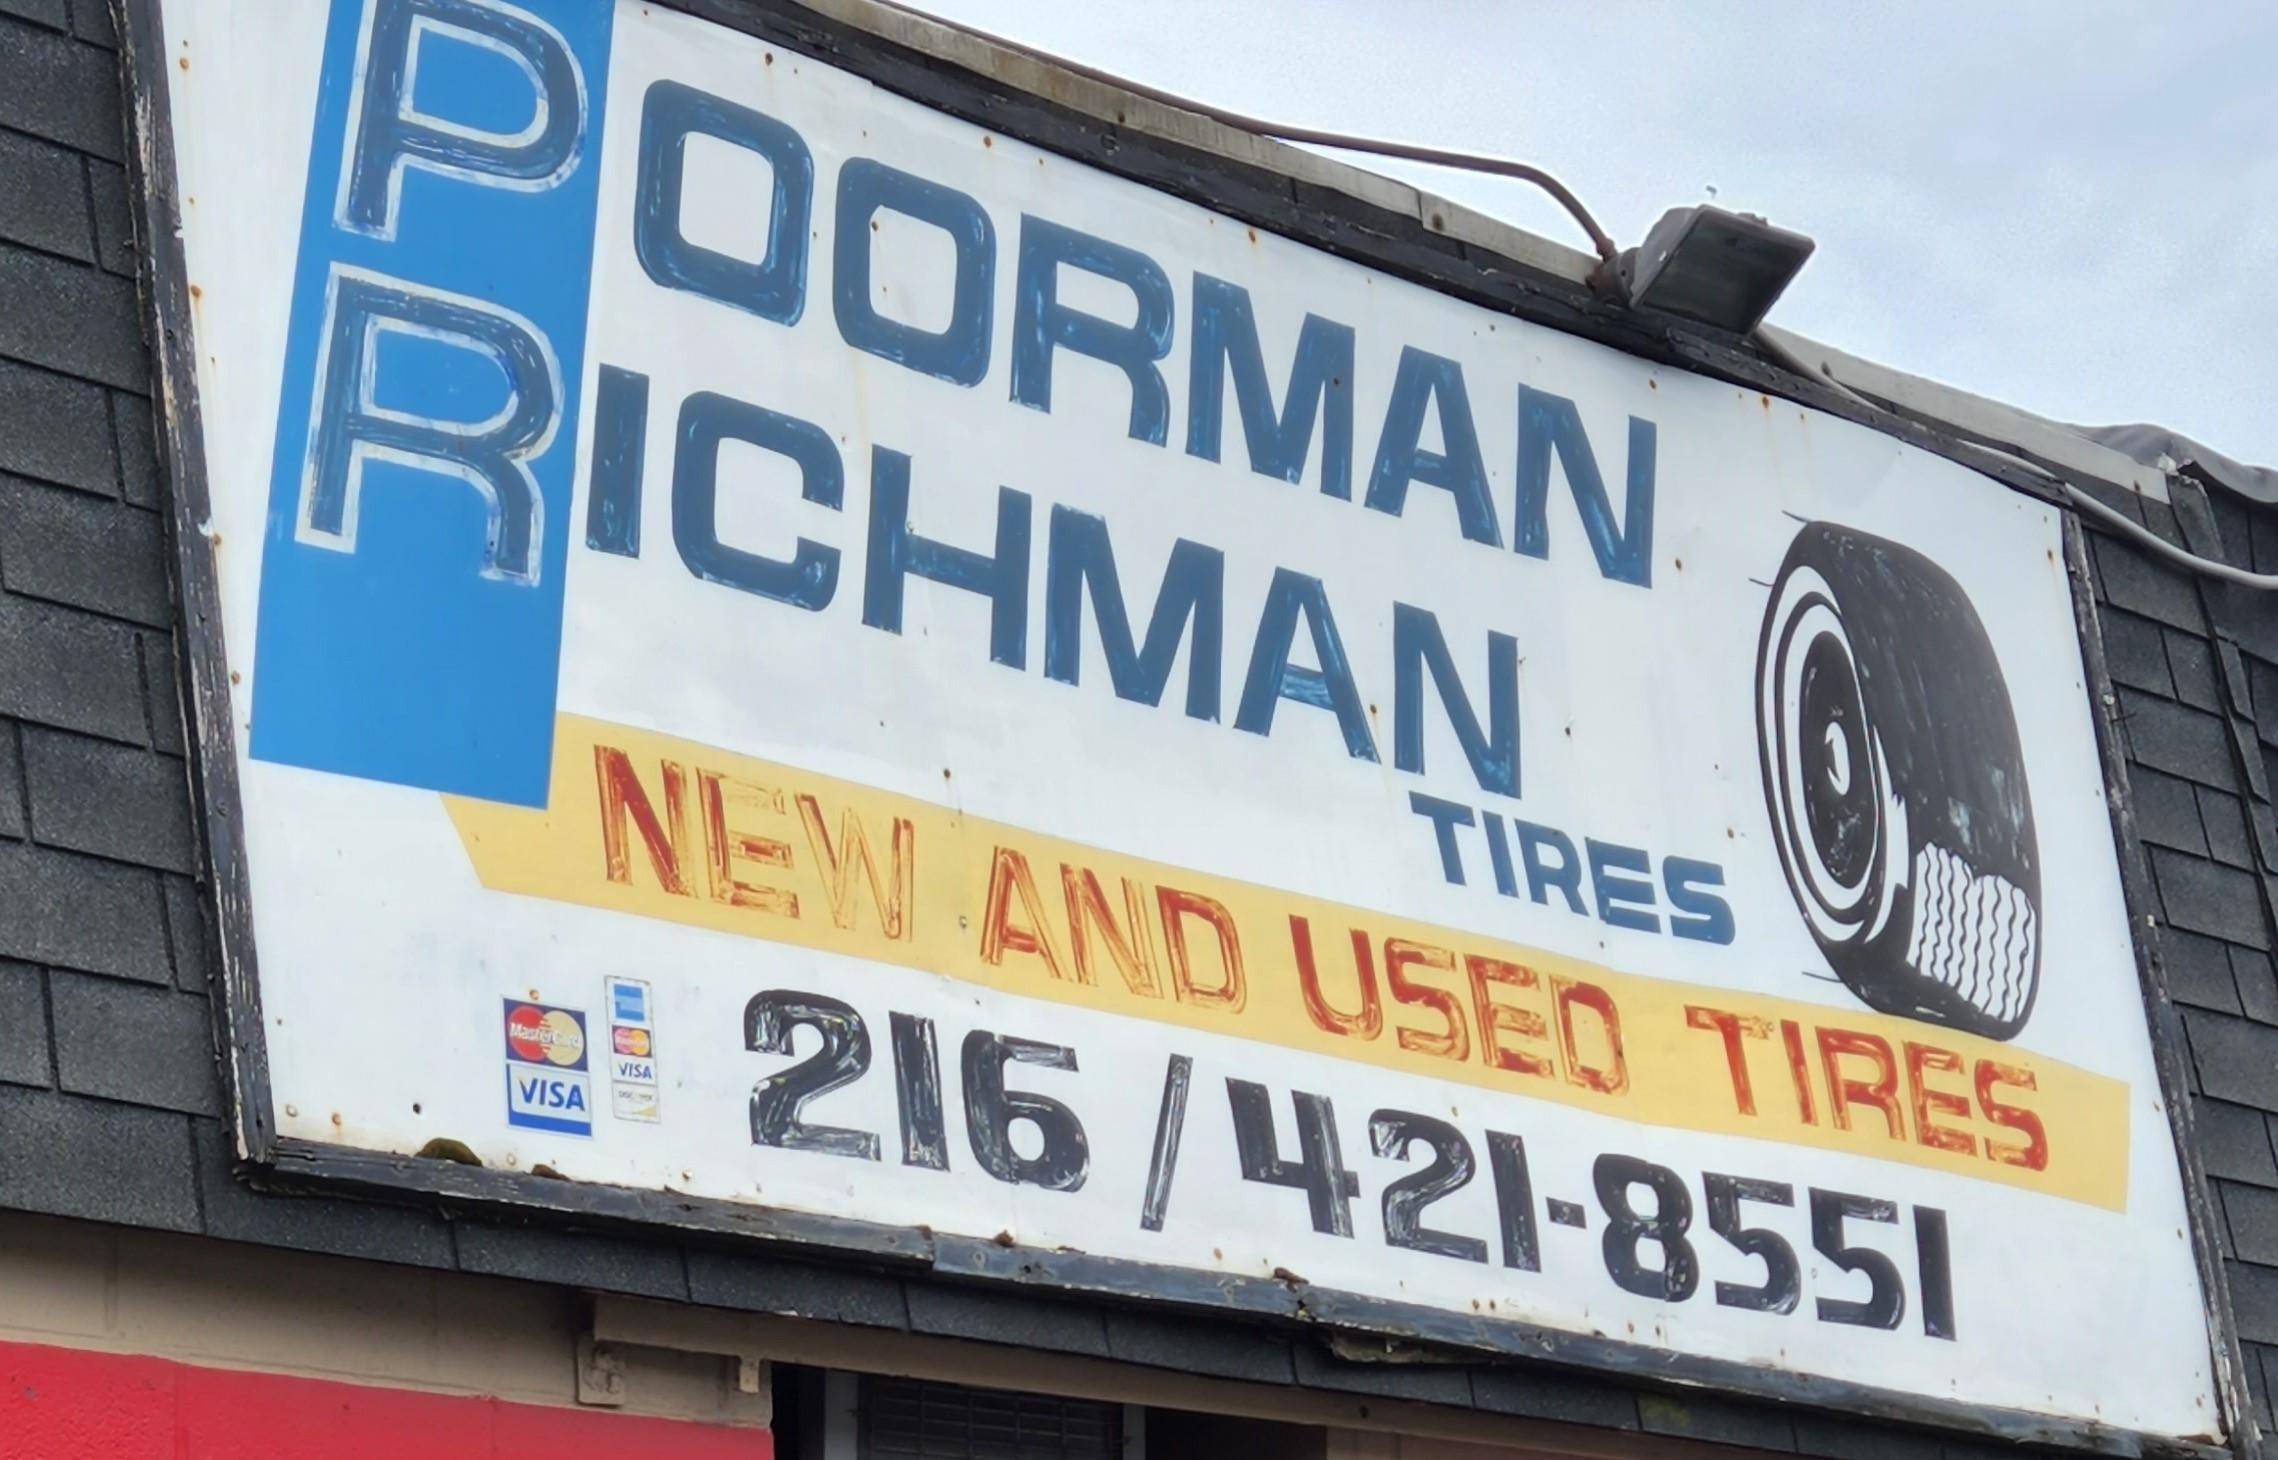 POORMAN
RICHMAN
TIRES
NEW AND USED TIRES
MasterCard
VISA
VISA
216/421-8551